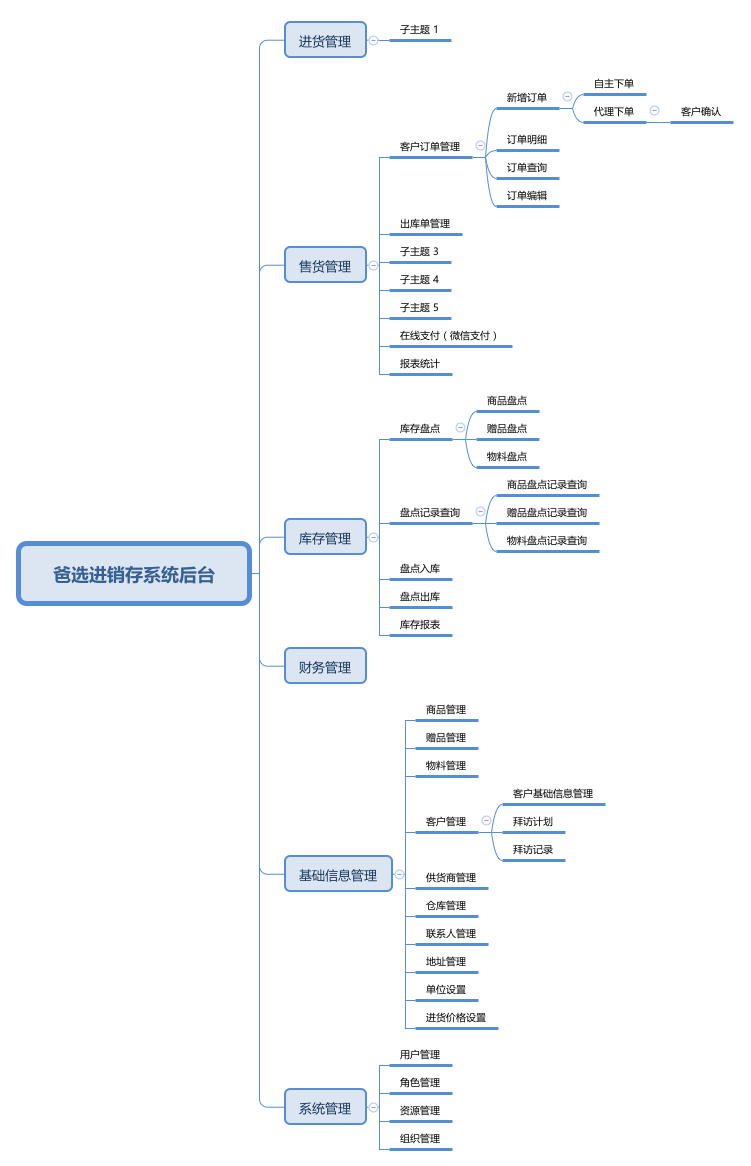 爸选进销存系统后台
进货管理
子主题 1
售货管理
客户订单管理
新增订单
自主下单
代理下单
客户确认
订单明细
订单查询
订单编辑
出库单管理
子主题 3
子主题 4
子主题 5
在线支付（微信支付）
报表统计
库存管理
库存盘点
商品盘点
赠品盘点
物料盘点
盘点记录查询
商品盘点记录查询
赠品盘点记录查询
物料盘点记录查询
盘点入库
盘点出库
库存报表
财务管理
基础信息管理
商品管理
赠品管理
物料管理
客户管理
客户基础信息管理
拜访计划
拜访记录
供货商管理
仓库管理
联系人管理
地址管理
单位设置
进货价格设置
系统管理
用户管理
角色管理
资源管理
组织管理